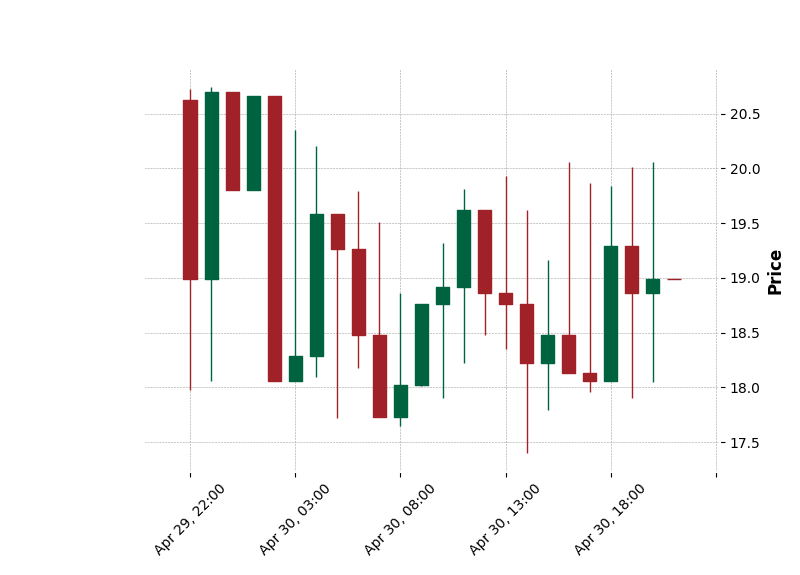 20.5
20.0
19.5
19.0
18.5
18.0
17.5
Price
Apr 29, 22:00
Apr 30, 03:00
Apr 30, 08:00
Apr 30, 13:00
Apr 30, 18:00